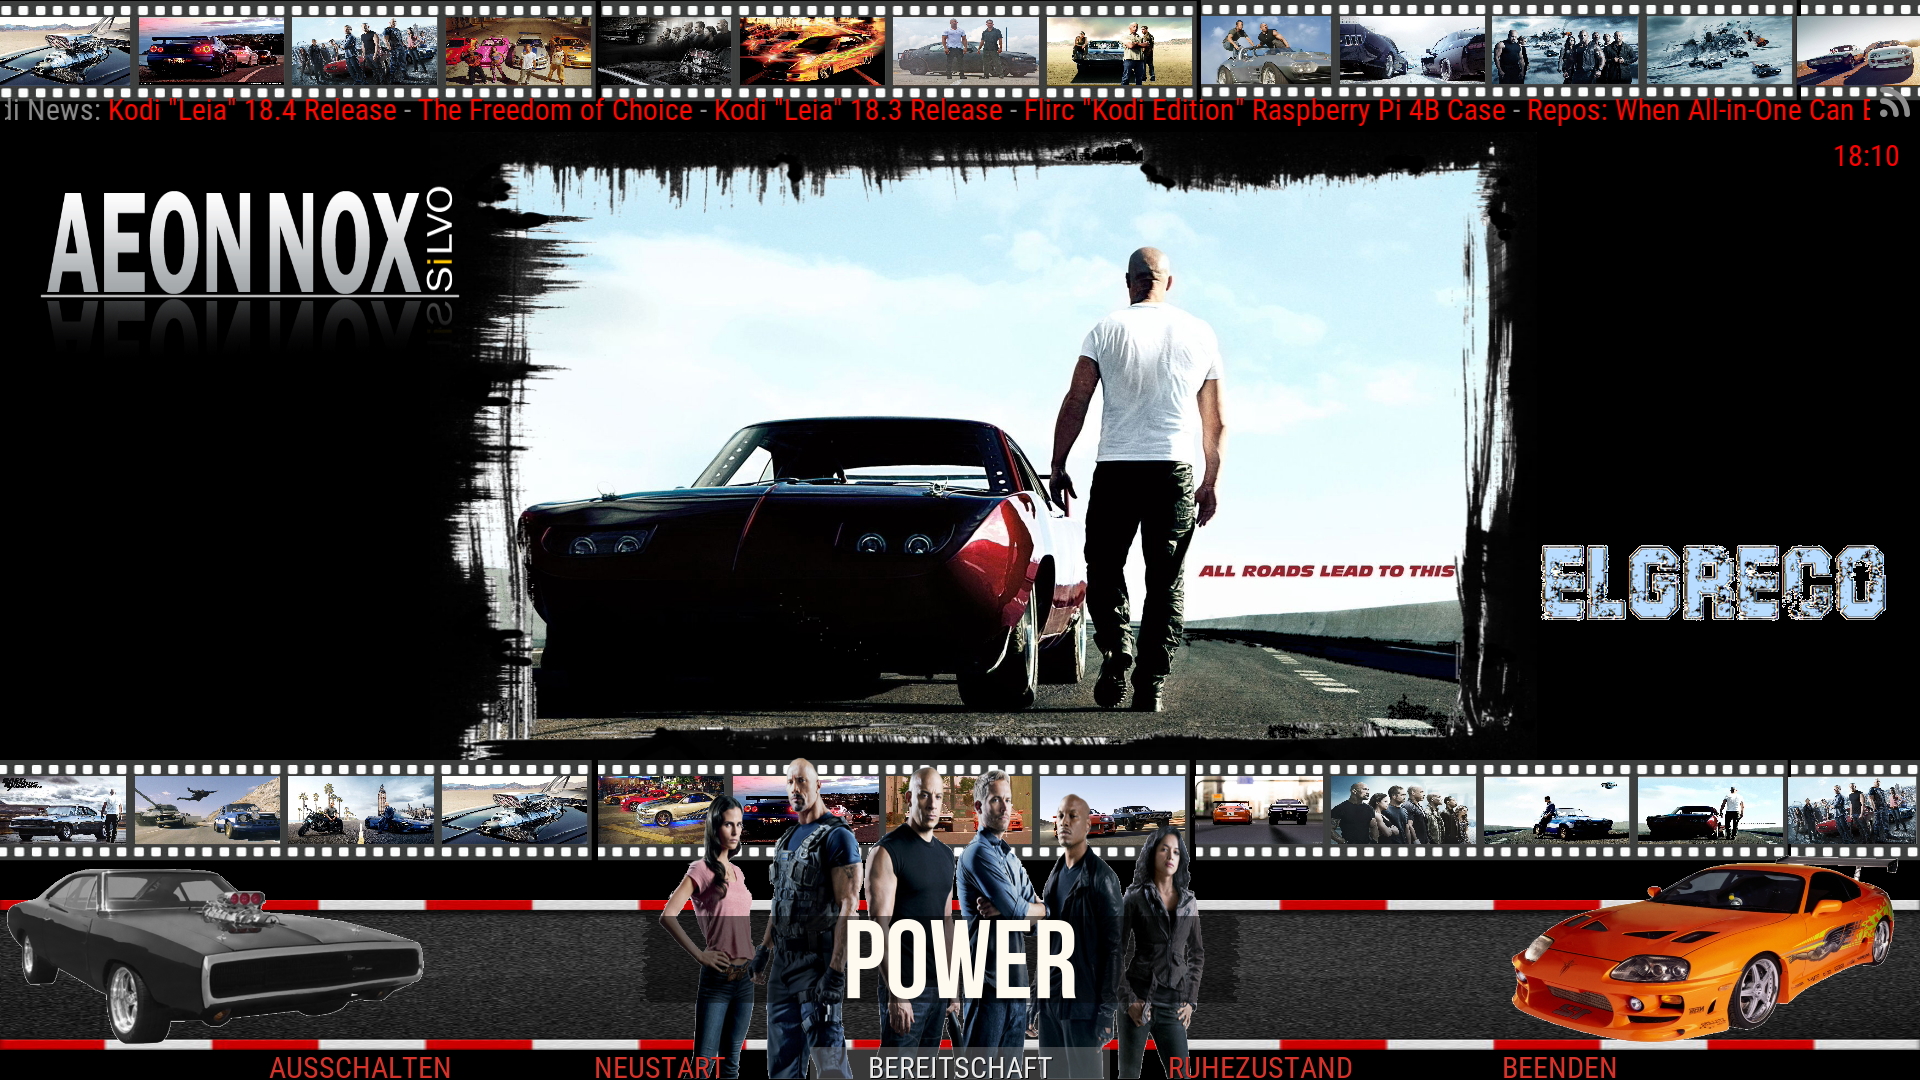 di News: Kodi "Leia" 18.4 Release - The Freedom of Choice - Kodi "Leia" 18.3 Release - Flirc "Kodi Edition" Raspberry Pi 4B Case - Repos: When All-in-One Can
18:10
AEON NOX
SiLVO
ALL ROADS LEAD TO THIS
ELGRECO
POWER
AUSSCHALTEN
NEUSTART
BEREITSCHAFT
RUHEZUSTAND
BEENDEN